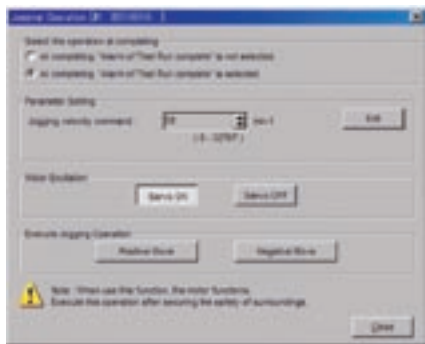 Select the operation at completing
At completing, "Alarm of Test Run complete" is not selected.
At completing, "Alarm of Test Run complete" is selected.
Parameter Setting
Jogging velocity command
min-1
Edit
( 0 - 32767 )
Motor Excitation
Servo ON
Servo OFF
Execute Jogging Operation
Positive Move
Negative Move
Note : When use this function, the motor functions.
Execute this operation after securing the safety of surroundings.
Close